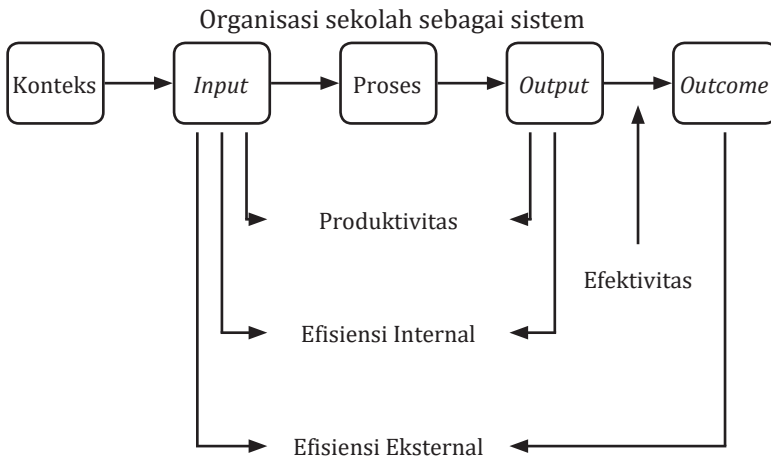 Organisasi sekolah sebagai sistem
Konteks
Input
Proses
Output
Outcome
Produktivitas
Efektivitas
Efisiensi Internal
Efisiensi Eksternal